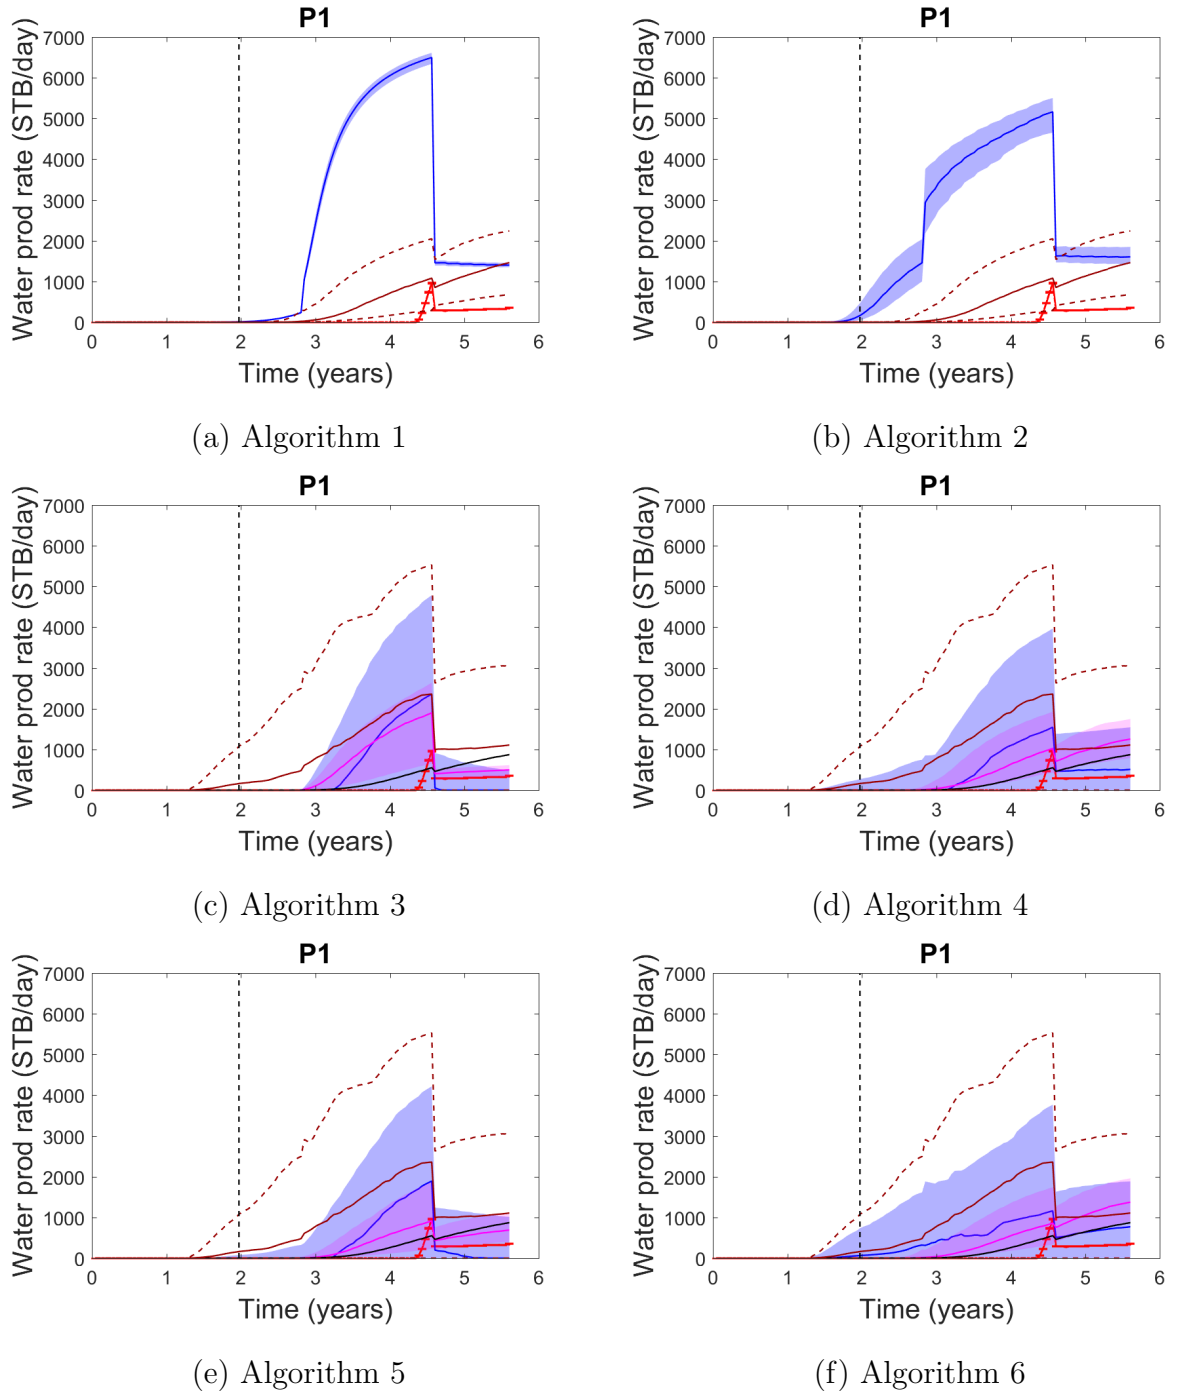 P1
Water prod rate (STB/day)
7000
6000
5000
4000
3000
2000
1000
0
0 1 2 3 4 5 6
Time (years)
(a) Algorithm 1
P1
Water prod rate (STB/day)
7000
6000
5000
4000
3000
2000
1000
0
0 1 2 3 4 5 6
Time (years)
(b) Algorithm 2
P1
Water prod rate (STB/day)
7000
6000
5000
4000
3000
2000
1000
0
0 1 2 3 4 5 6
Time (years)
(c) Algorithm 3
P1
Water prod rate (STB/day)
7000
6000
5000
4000
3000
2000
1000
0
0 1 2 3 4 5 6
Time (years)
(d) Algorithm 4
P1
Water prod rate (STB/day)
7000
6000
5000
4000
3000
2000
1000
0
0 1 2 3 4 5 6
Time (years)
(e) Algorithm 5
P1
Water prod rate (STB/day)
7000
6000
5000
4000
3000
2000
1000
0
0 1 2 3 4 5 6
Time (years)
(f) Algorithm 6